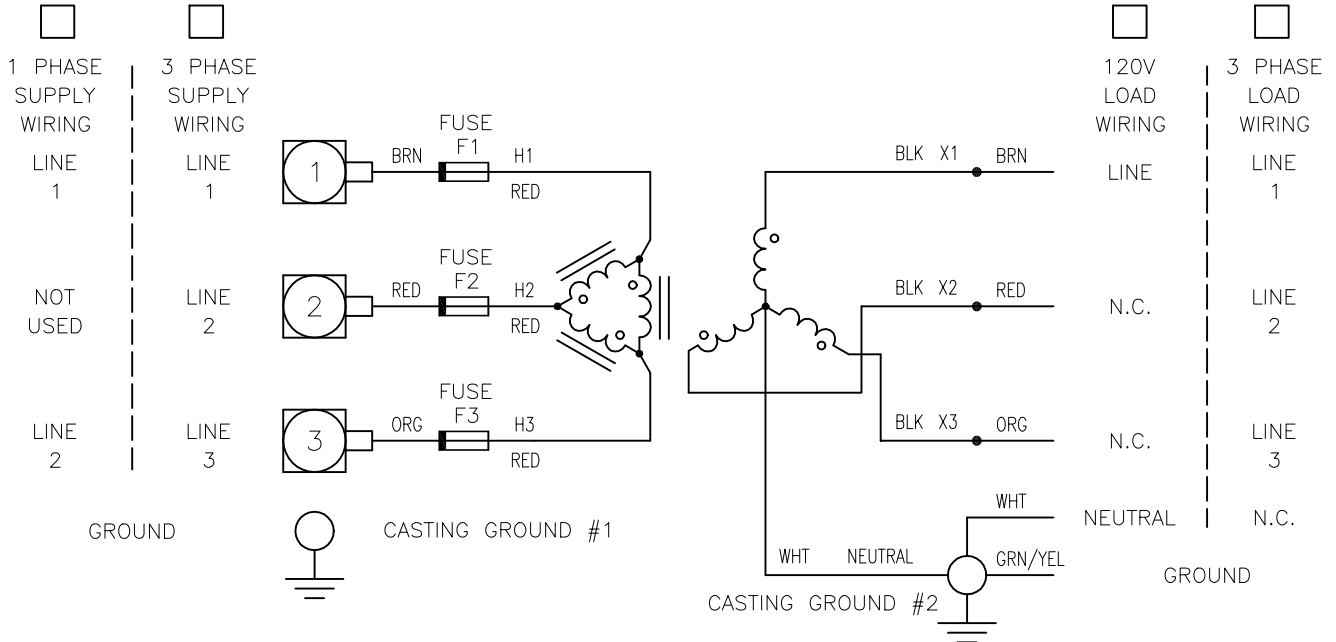 1 PHASE
SUPPLY
WIRING
LINE
1
NOT
USED
LINE
2
3 PHASE
SUPPLY
WIRING
LINE
1
LINE
2
LINE
3
GROUND
1
BRN
FUSE
F1
H1
RED
2
RED
FUSE
F2
H2
RED
3
ORG
FUSE
F3
H3
RED
CASTING GROUND #1
BLK X1 BRN
BLK X2 RED
BLK X3 ORG
WHT
WHT NEUTRAL
GRN/YEL
CASTING GROUND #2
120V
LOAD
WIRING
LINE
N.C.
N.C.
NEUTRAL
3 PHASE
LOAD
WIRING
LINE
1
LINE
2
LINE
3
N.C.
GROUND